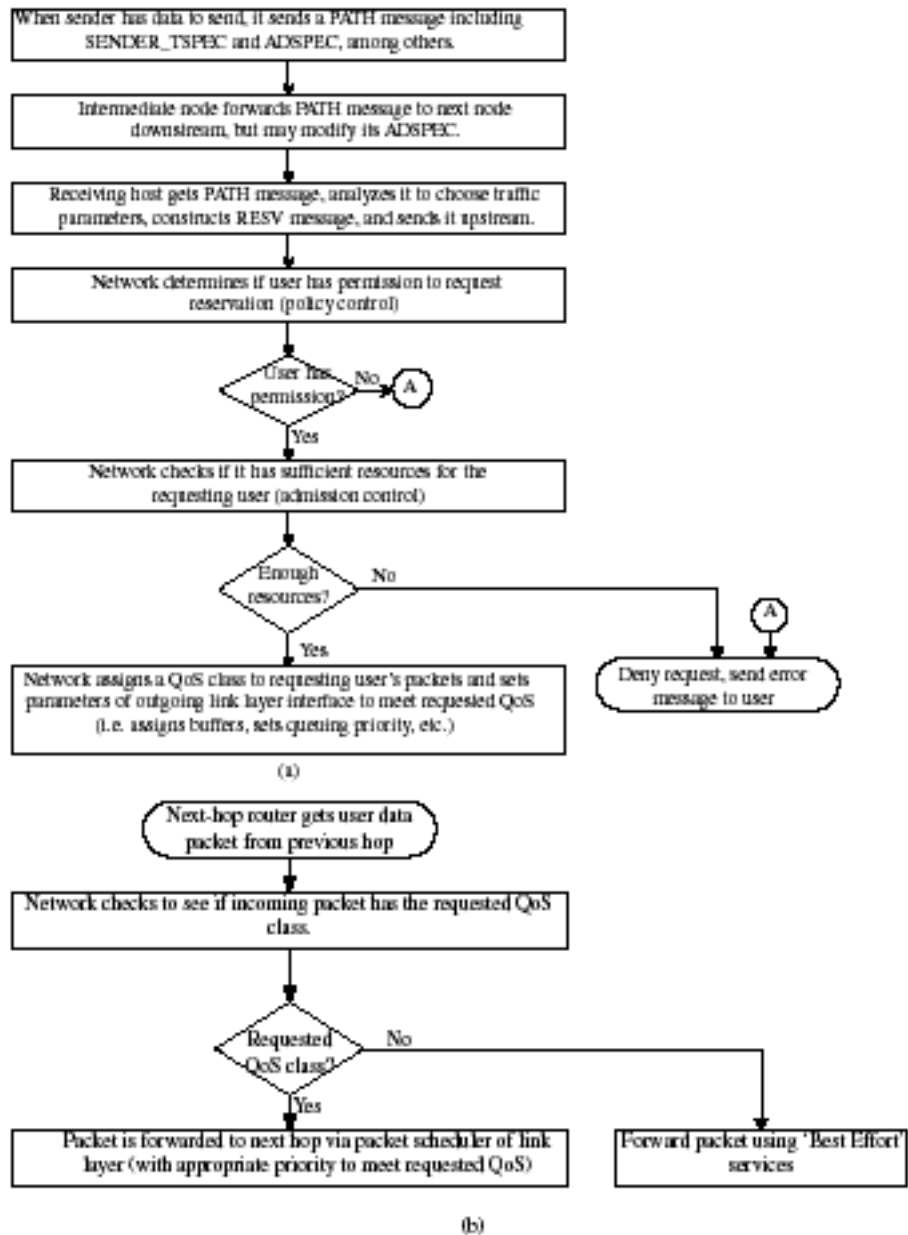 When sender has data to send, it sends a PATH message including
SENDER_TSPEC and ADSPEC, among others.
Intermediate node forwards PATH message to next node
downstream, but may modify its ADSPEC.
Receiving host gets PATH message, analyzes it to choose traffic
parameters, constructs RESV message, and sends it upstream.
Network determines if user has permission to request
reservation (policy control)
User has
permission?
No
A
Yes
Network checks if it has sufficient resources for the
requesting user (admission control)
Enough
resources?
No
A
Yes
Deny request, send error
message to user
Network assigns a QoS class to requesting user's packets and sets
parameters of outgoing link layer interface to meet requested QoS
(i.e. assigns buffers, sets queuing priority, etc.)
(a)
Next-hop router gets user data
packet from previous hop
Network checks to see if incoming packet has the requested QoS
class.
Requested
QoS class?
No
Yes
Packet is forwarded to next hop via packet scheduler of link
layer (with appropriate priority to meet requested QoS)
Forward packet using 'Best Effort'
services
(b)